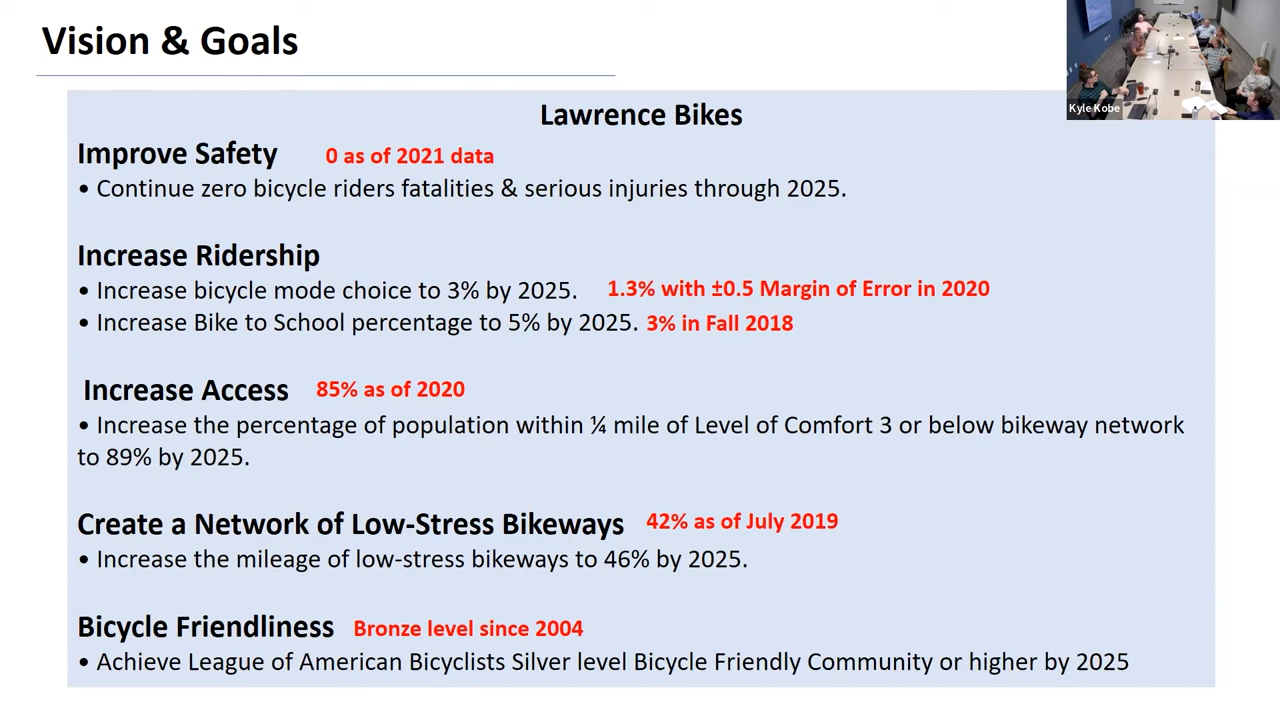 Vision & Goals
Kyle Kobe
Lawrence Bikes
Improve Safety 0 as of 2021 data
• Continue zero bicycle riders fatalities & serious injuries through 2025.
Increase Ridership
• Increase bicycle mode choice to 3% by 2025. 1.3% with ±0.5 Margin of Error in 2020
• Increase Bike to School percentage to 5% by 2025. 3% in Fall 2018
Increase Access 85% as of 2020
• Increase the percentage of population within ¼ mile of Level of Comfort 3 or below bikeway network
to 89% by 2025.
Create a Network of Low-Stress Bikeways 42% as of July 2019
• Increase the mileage of low-stress bikeways to 46% by 2025.
Bicycle Friendliness Bronze level since 2004
• Achieve League of American Bicyclists Silver level Bicycle Friendly Community or higher by 2025